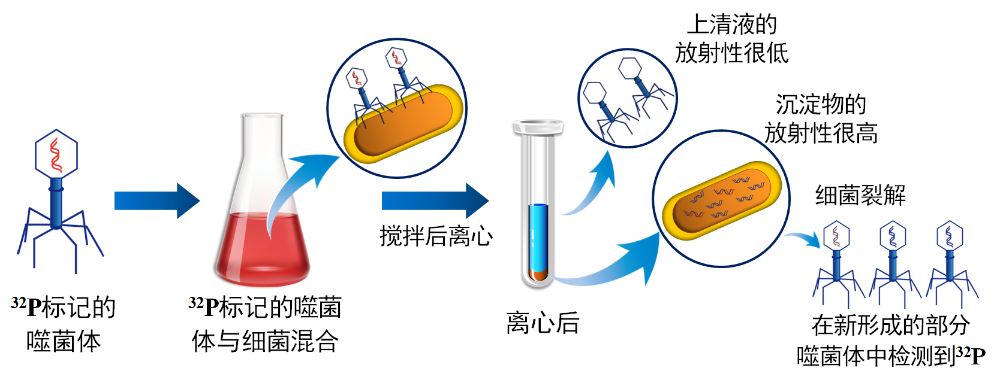 上清液的
放射性很低
沉淀物的
放射性很高
细菌裂解
搅拌后离心
³²P标记的
噬菌体
³²P标记的噬菌
体与细菌混合
离心后
在新形成的部分
噬菌体中检测到³²P